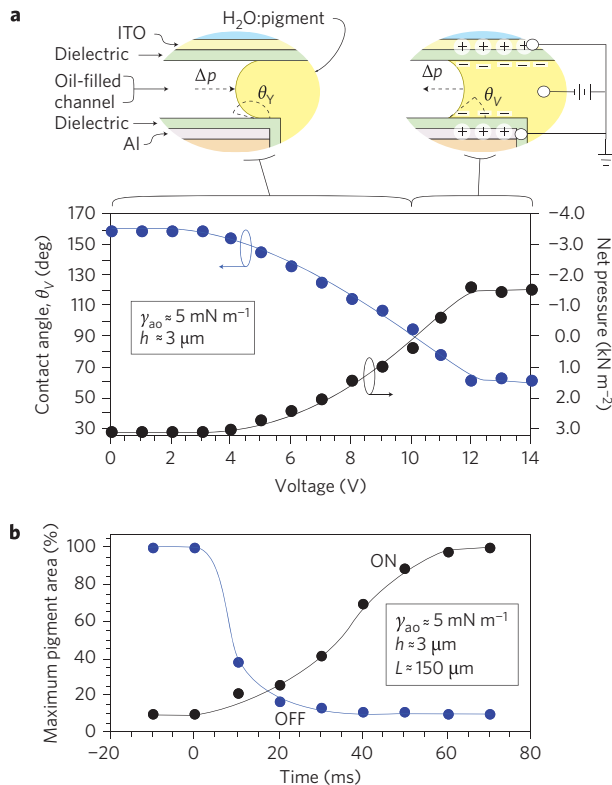 a
H₂O:pigment
ITO
Dielectric
Oil-filled
channel
Dielectric
Al
Δp
θY
Δp
θV
+ + + +
– – – – –
– – – –
+ + + +
170
150
130
110
90
70
50
30
Contact angle, θV (deg)
γao ≈ 5 mN m⁻¹
h ≈ 3 μm
–4.0
–3.0
–2.0
–1.0
0.0
1.0
2.0
3.0
Net pressure (kN m⁻²)
0 2 4 6 8 10 12 14
Voltage (V)
b
100
80
60
40
20
0
Maximum pigment area (%)
ON
OFF
γao ≈ 5 mN m⁻¹
h ≈ 3 μm
L ≈ 150 μm
–20 0 20 40 60 80
Time (ms)